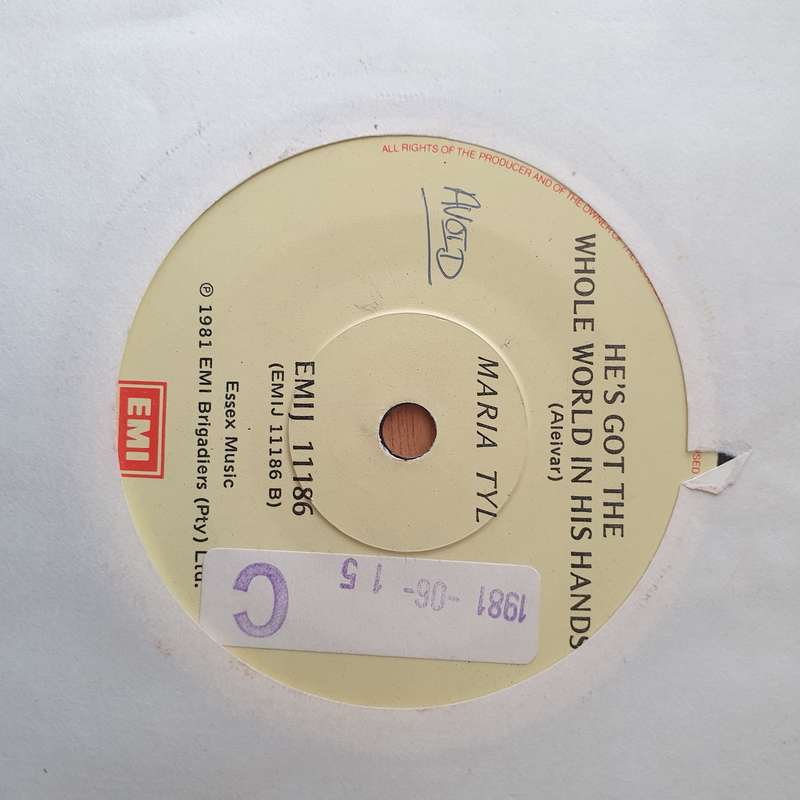 ALL RIGHTS OF THE PRODUCER AND OF THE OWNER OF THE
HE'S GOT THE
WHOLE WORLD IN HIS HANDS
(Aleivar)
MARIA TYL
AVOID
EMIJ 11186
(EMIJ 11186 B)
Essex Music
℗ 1981 EMI Brigadiers (Pty) Ltd.
EMI
1981 -06- 15
C